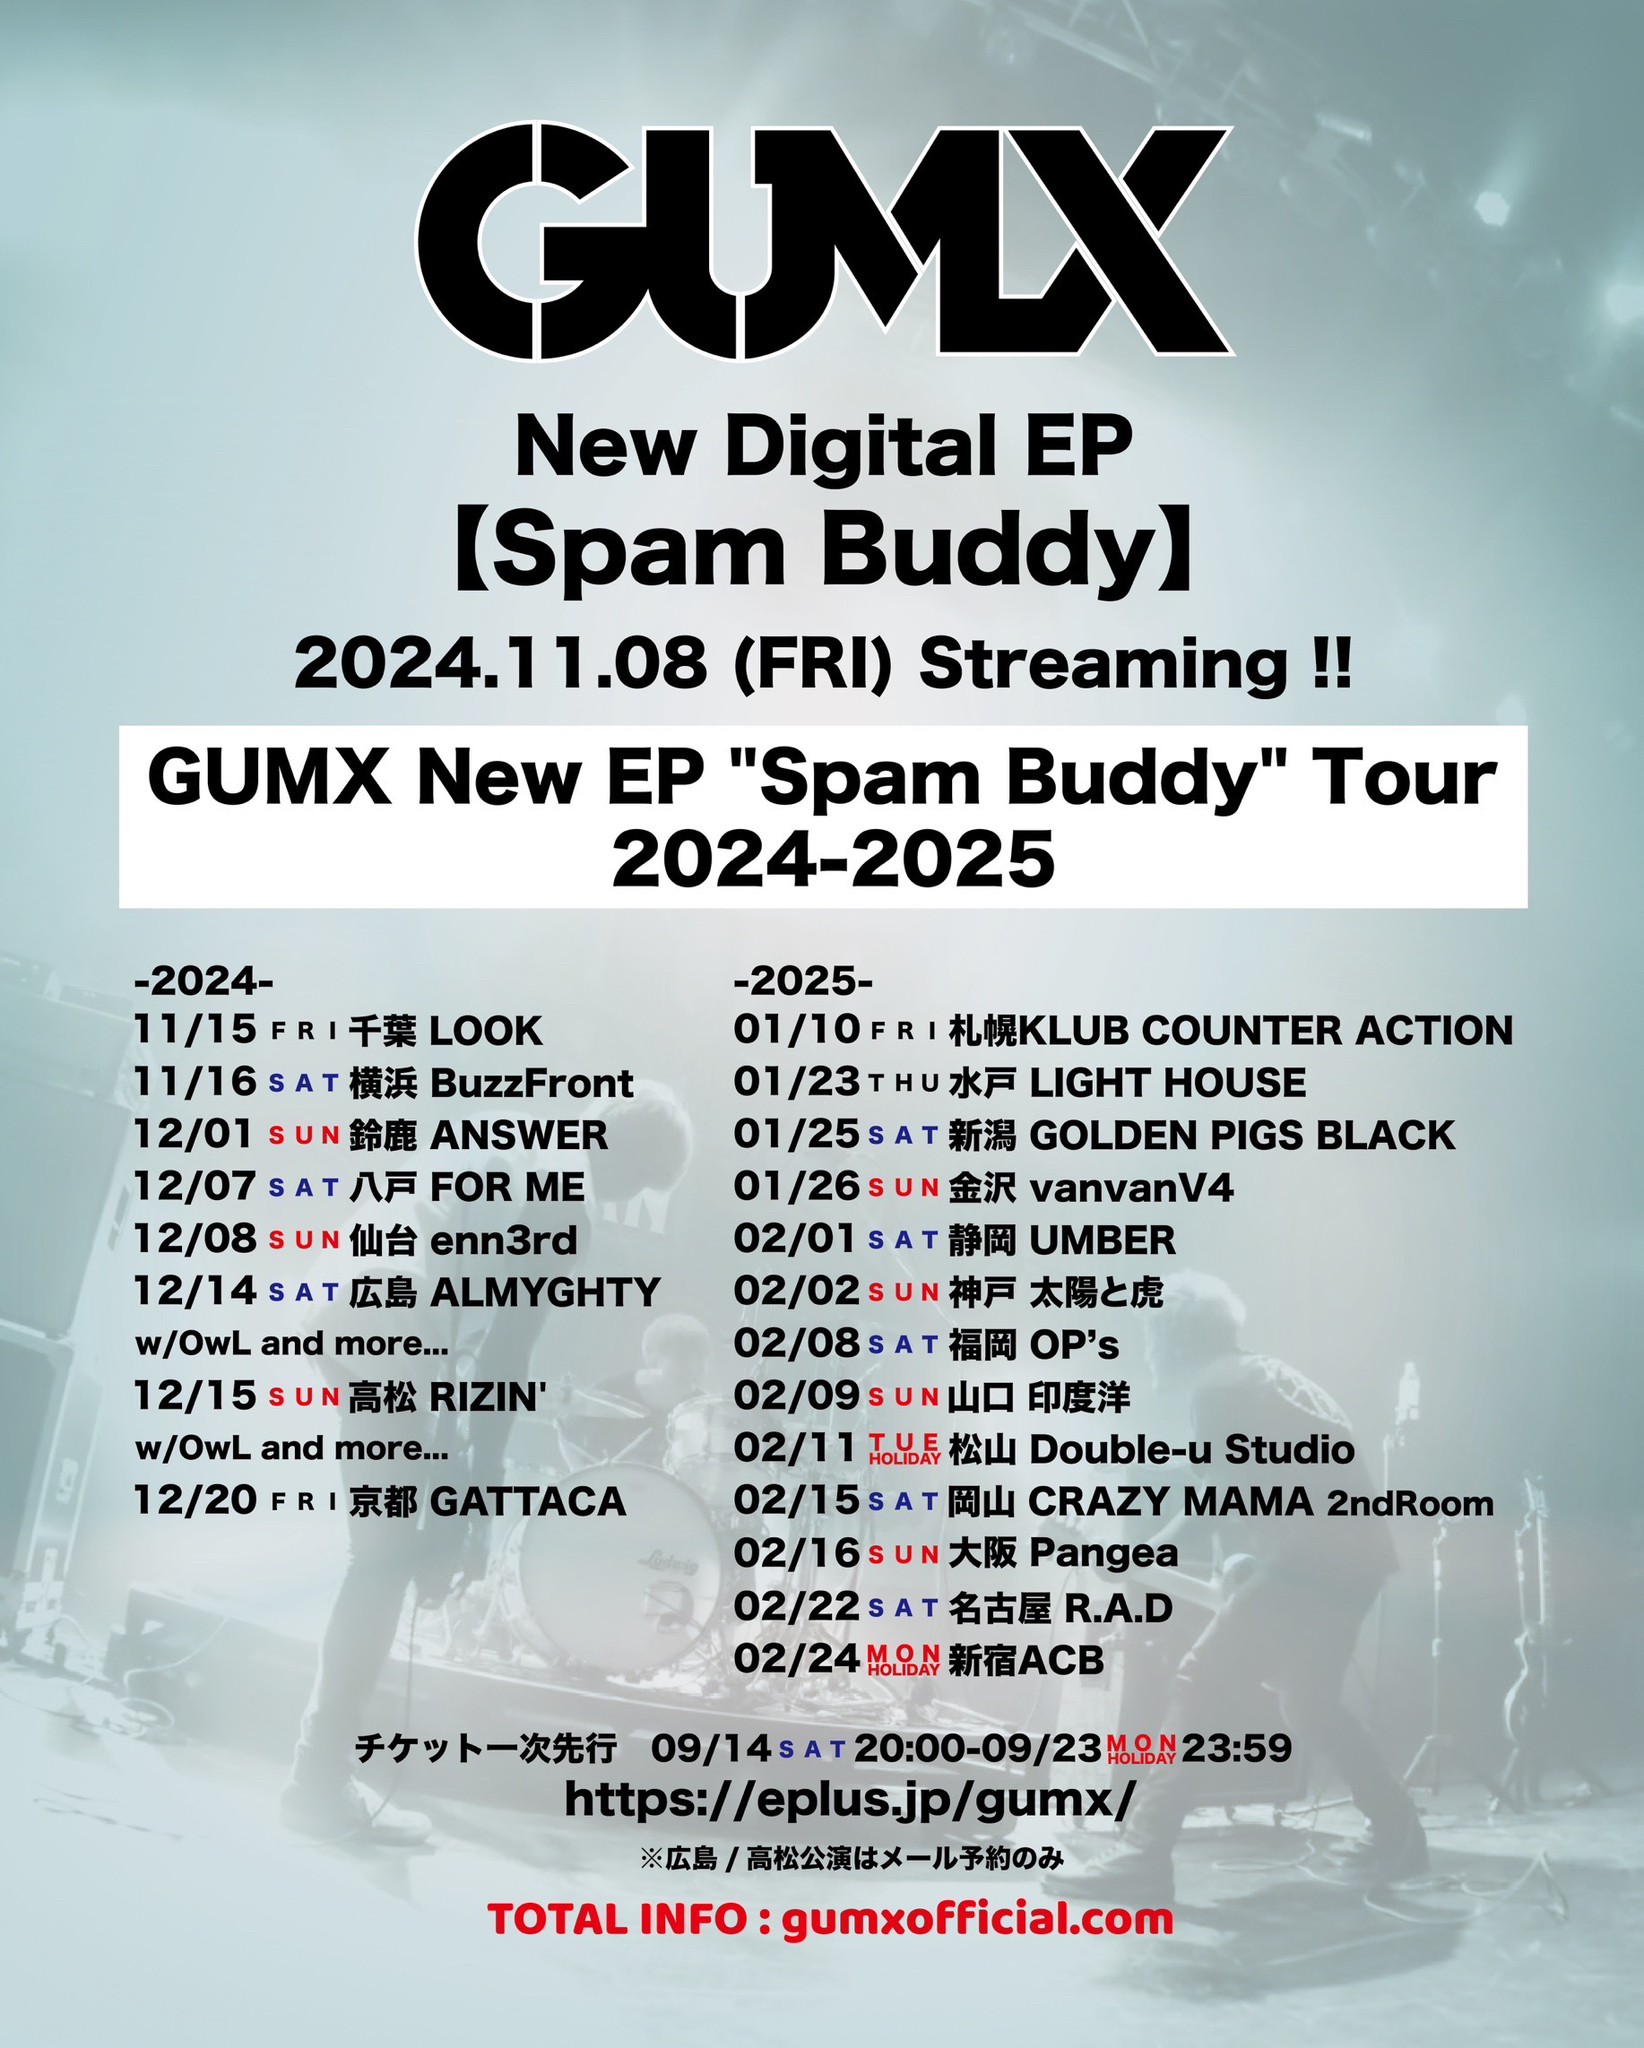 GUMX
New Digital EP
【Spam Buddy】
2024.11.08 (FRI) Streaming !!
GUMX New EP "Spam Buddy" Tour
2024-2025
-2024-
11/15 FRI 千葉 LOOK
11/16 SAT 横浜 BuzzFront
12/01 SUN 鈴鹿 ANSWER
12/07 SAT 八戸 FOR ME
12/08 SUN 仙台 enn3rd
12/14 SAT 広島 ALMYGHTY
w/OwL and more...
12/15 SUN 高松 RIZIN'
w/OwL and more...
12/20 FRI 京都 GATTACA
-2025-
01/10 FRI 札幌KLUB COUNTER ACTION
01/23 THU 水戸 LIGHT HOUSE
01/25 SAT 新潟 GOLDEN PIGS BLACK
01/26 SUN 金沢 vanvanV4
02/01 SAT 静岡 UMBER
02/02 SUN 神戸 太陽と虎
02/08 SAT 福岡 OP’s
02/09 SUN 山口 印度洋
02/11 TUE HOLIDAY 松山 Double-u Studio
02/15 SAT 岡山 CRAZY MAMA 2ndRoom
02/16 SUN 大阪 Pangea
02/22 SAT 名古屋 R.A.D
02/24 MON HOLIDAY 新宿ACB
Ludwig
チケット一次先行 09/14 SAT 20:00-09/23 MON HOLIDAY 23:59
https://eplus.jp/gumx/
※広島 / 高松公演はメール予約のみ
TOTAL INFO : gumxofficial.com